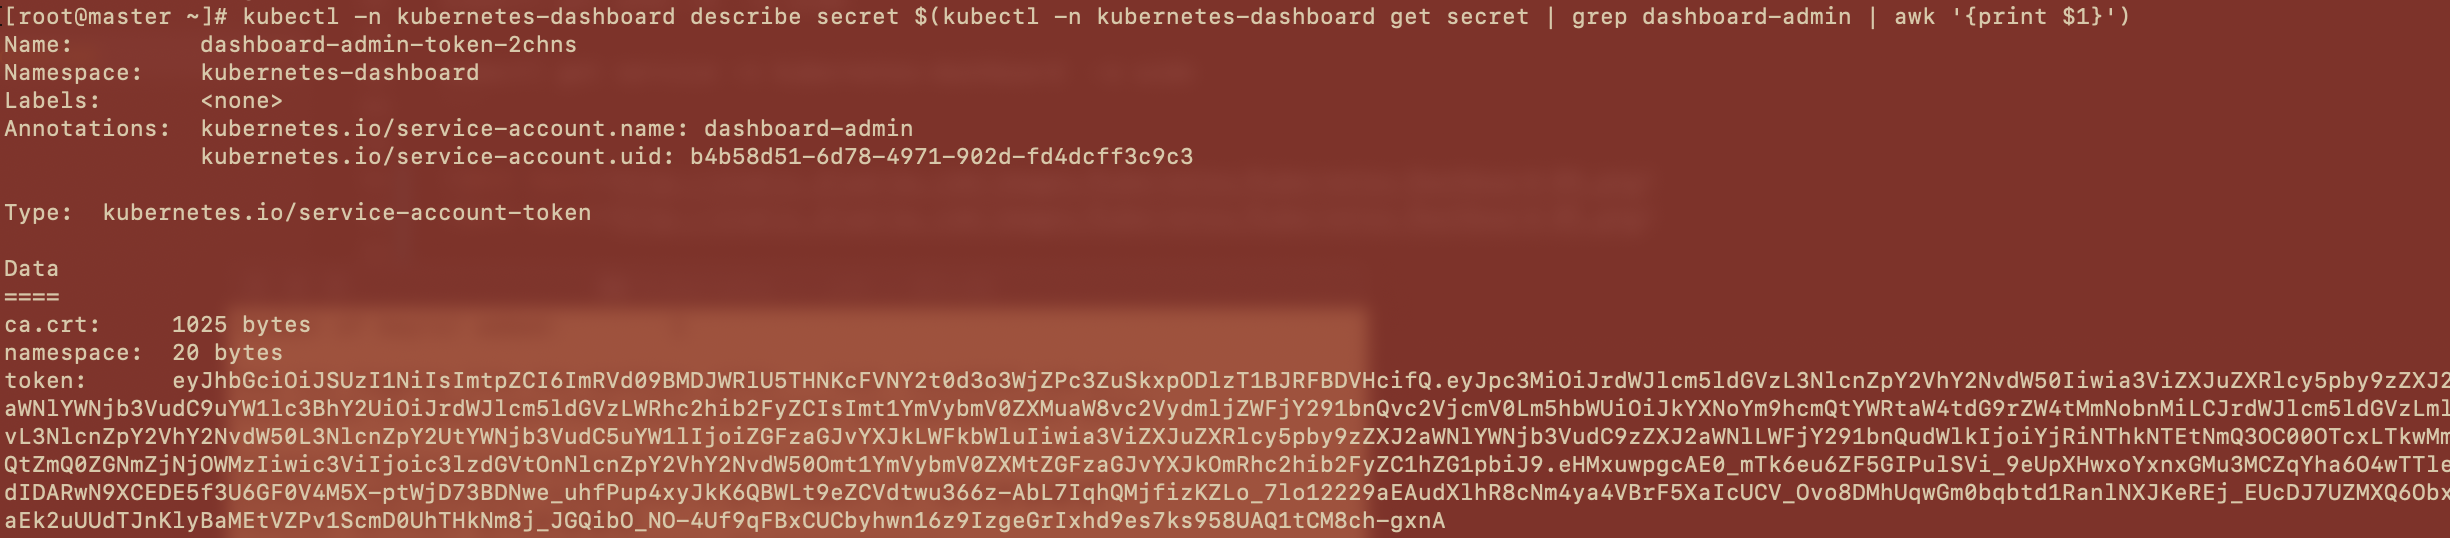 [root@master ~]# kubectl -n kubernetes-dashboard describe secret $(kubectl -n kubernetes-dashboard get secret | grep dashboard-admin | awk '{print $1}')
Name:         dashboard-admin-token-2chns
Namespace:    kubernetes-dashboard
Labels:       <none>
Annotations:  kubernetes.io/service-account.name: dashboard-admin
              kubernetes.io/service-account.uid: b4b58d51-6d78-4971-902d-fd4dcff3c9c3
Type:  kubernetes.io/service-account-token
Data
====
ca.crt:     1025 bytes
namespace:  20 bytes
token:      eyJhbGciOiJSUzI1NiIsImtpZCI6ImRVd09BMDJWRlU5THNKcFVNY2t0d3o3WjZPc3ZuSkxpODlzT1BJRFBDVHcifQ.eyJpc3MiOiJrdWJlcm5ldGVzL3NlcnZpY2VhY2NvdW50Iiwia3ViZXJuZXRlcy5pby9zZXJ2
aWNlYWNjb3VudC9uYW1lc3BhY2UiOiJrdWJlcm5ldGVzLWRhc2hib2FyZCIsImt1YmVybmV0ZXMuaW8vc2VydmljZWFjY291bnQvc2VjcmV0Lm5hbWUiOiJkYXNoYm9hcmQtYWRtaW4tdG9rZW4tMmNobnMiLCJrdWJlcm5ldGVzLml
vL3NlcnZpY2VhY2NvdW50L3NlcnZpY2UtYWNjb3VudC5uYW1lIjoiZGFzaGJvYXJkLWFkbWluIiwia3ViZXJuZXRlcy5pby9zZXJ2aWNlYWNjb3VudC9zZXJ2aWNlLWFjY291bnQudWlkIjoiYjRiNThkNTEtNmQ3OC00OTcxLTkwMm
QtZmQ0ZGNmZjNjOWMzIiwic3ViIjoic3lzdGVtOnNlcnZpY2VhY2NvdW50Omt1YmVybmV0ZXMtZGFzaGJvYXJkOmRhc2hib2FyZC1hZG1pbiJ9.eHMxuwpgcAE0_mTk6eu6ZF5GIPulSVi_9eUpXHwxoYxnxGMu3MCZqYha6O4wTTle
dIDARwN9XCEDE5f3U6GF0V4M5X-ptWjD73BDNwe_uhfPup4xyJkK6QBWLt9eZCVdtwu366z-AbL7IqhQMjfizKZLo_7lo12229aEAudXlhR8cNm4ya4VBrF5XaIcUCV_Ovo8DMhUqwGm0bqbtd1RanlNXJKeREj_EUcDJ7UZMXQ6Obx
aEk2uUUdTJnKlyBaMEtVZPv1ScmD0UhTHkNm8j_JGQibO_NO-4Uf9qFBxCUCbyhwn16z9IzgeGrIxhd9es7ks958UAQ1tCM8ch-gxnA